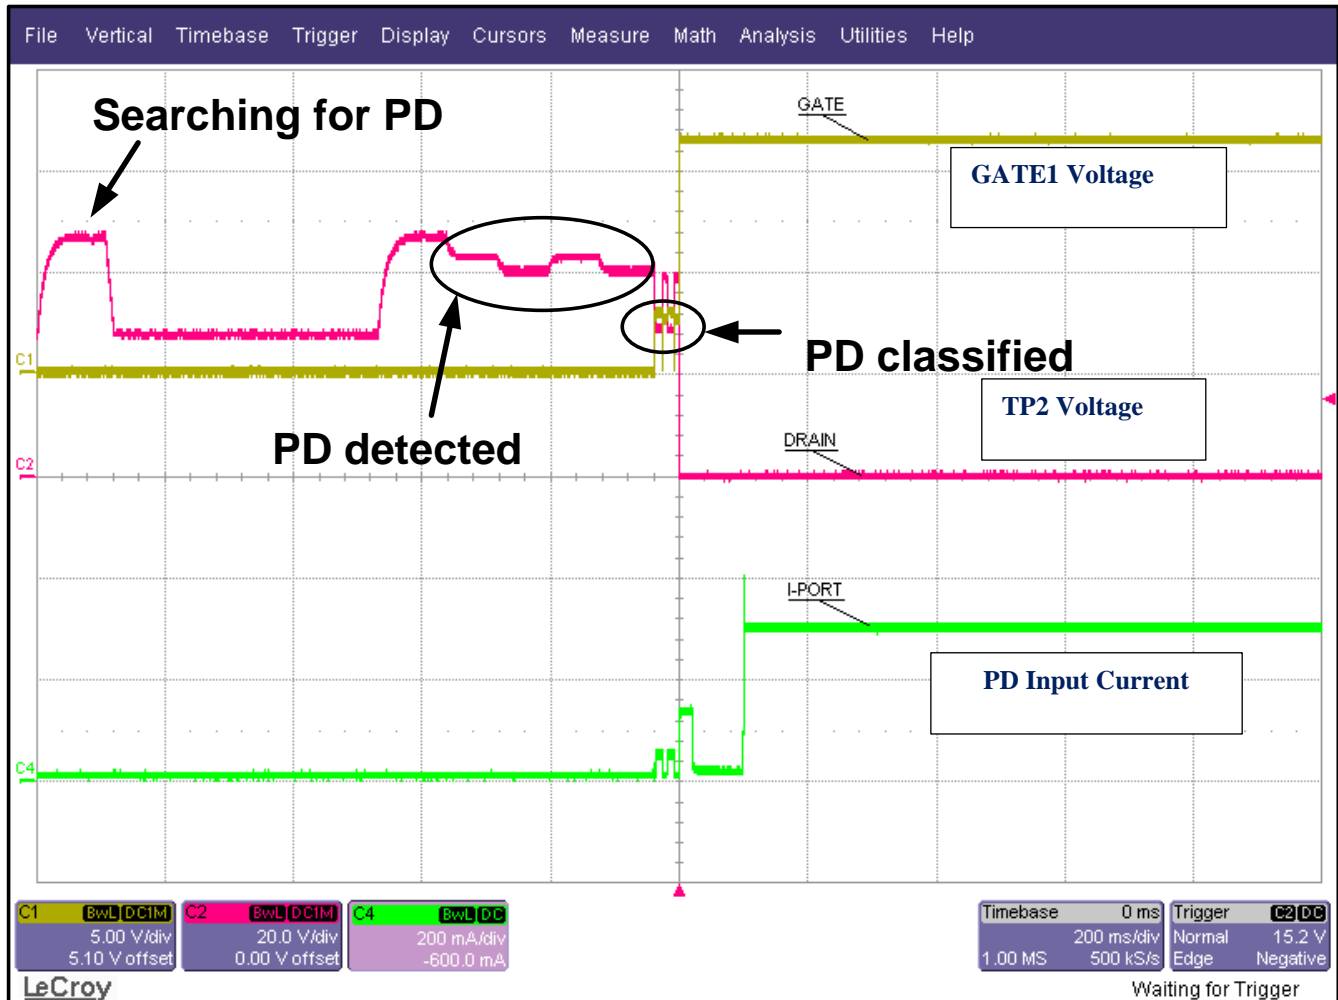 File Vertical Timebase Trigger Display Cursors Measure Math Analysis Utilities Help
Searching for PD
GATE
GATE1 Voltage
C1
PD classified
TP2 Voltage
PD detected
DRAIN
C2
I-PORT
PD Input Current
C4
C1 BwL DC1M
5.00 V/div
5.10 V offset
C2 BwL DC1M
20.0 V/div
0.00 V offset
C4 BwL DC
200 mA/div
-600.0 mA
Timebase 0 ms
200 ms/div
1.00 MS 500 kS/s
Trigger C2 DC
Normal 15.2 V
Edge Negative
LeCroy
Waiting for Trigger